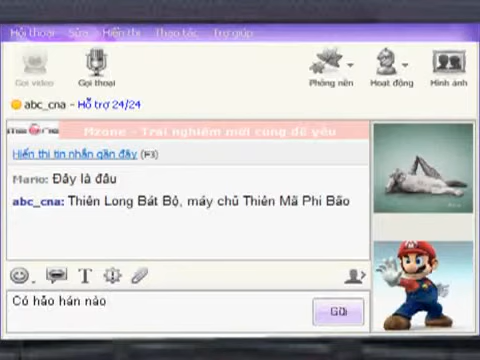 Hội thoại Sửa Hiển thị Thao tác Trợ giúp
Gọi video Gọi thoại Phông nền Hoạt động Hình ảnh
abc_cna - Hỗ trợ 24/24
Mzone - Trải nghiệm mới cùng dế yêu
Hiển thị tin nhắn gần đây (F3)
Mario: Đây là đâu
abc_cna: Thiên Long Bát Bộ, máy chủ Thiên Mã Phi Bão
Có hảo hán nào
Gửi